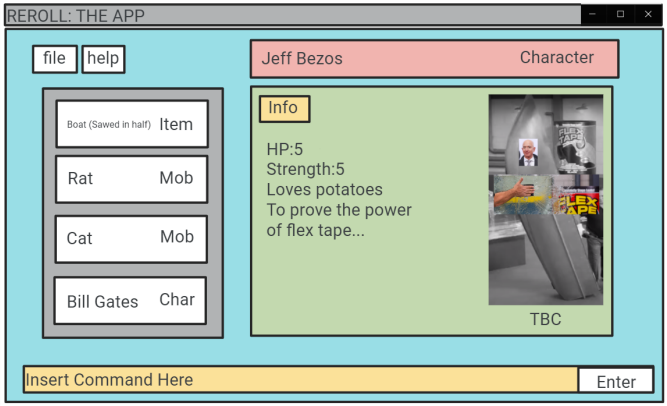 REROLL: THE APP
file help
Jeff Bezos Character
Boat (Sawed in half) Item
Rat Mob
Cat Mob
Bill Gates Char
Info
HP:5
Strength:5
Loves potatoes
To prove the power
of flex tape...
FLEX
TAPE
FLEX
TAPE
TBC
Insert Command Here Enter